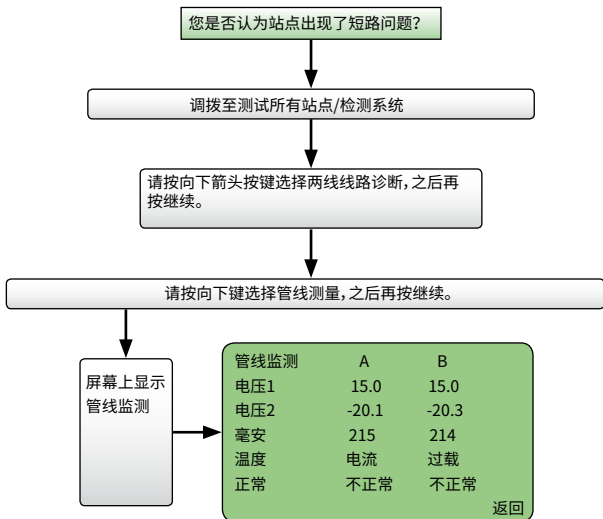 您是否认为站点出现了短路问题？
调拨至测试所有站点/检测系统
请按向下箭头按键选择两线线路诊断，之后再
按继续。
请按向下键选择管线测量，之后再按继续。
屏幕上显示
管线监测
管线监测 A B
电压1 15.0 15.0
电压2 -20.1 -20.3
毫安 215 214
温度 电流 过载
正常 不正常 不正常
返回